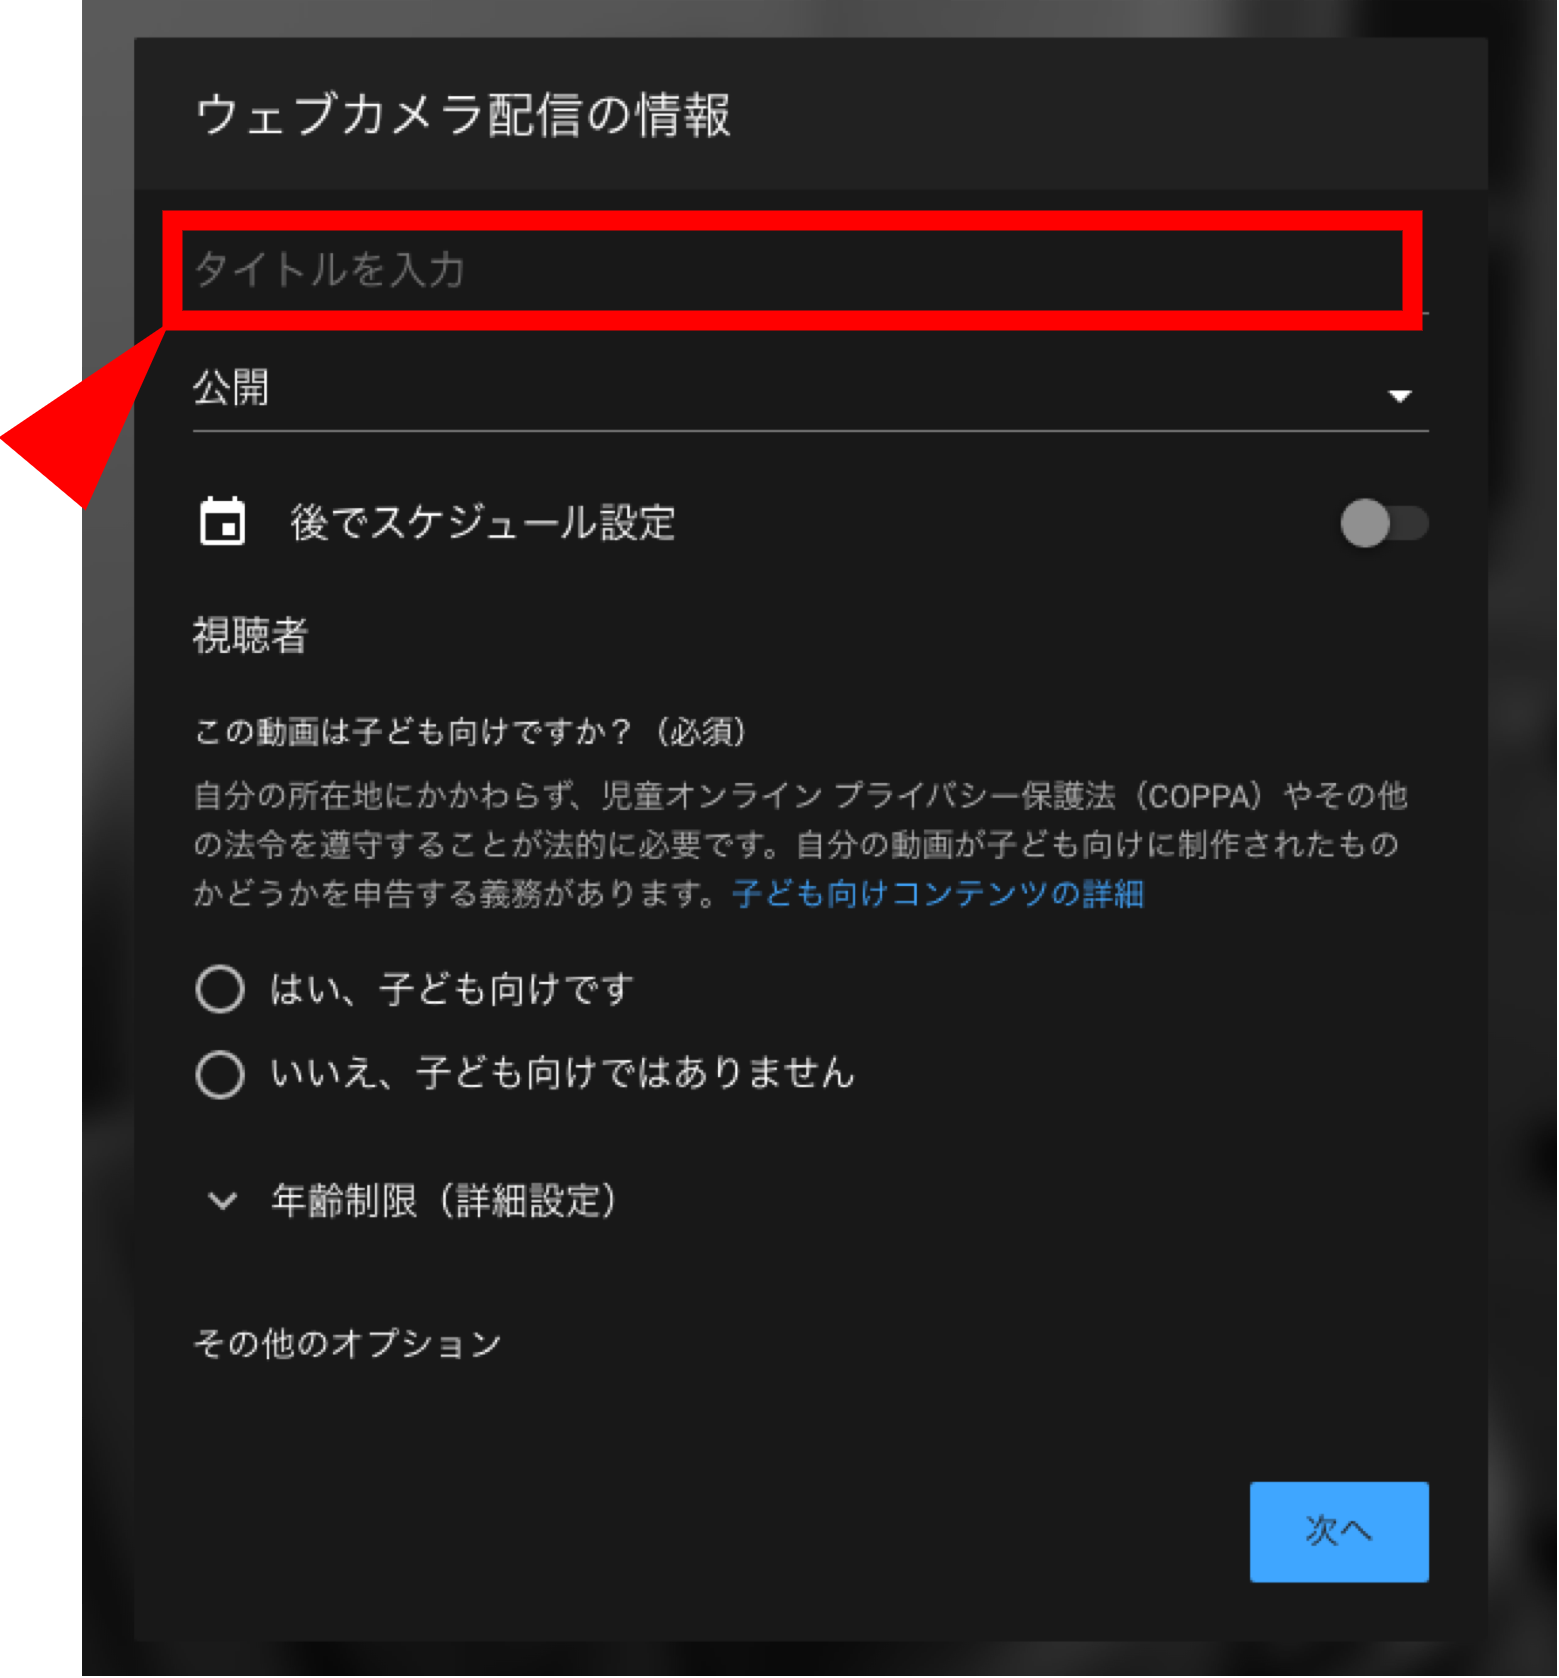 ウェブカメラ配信の情報
タイトルを入力
公開
後でスケジュール設定
視聴者
この動画は子ども向けですか？（必須）
自分の所在地にかかわらず、児童オンライン プライバシー保護法（COPPA）やその他
の法令を遵守することが法的に必要です。自分の動画が子ども向けに制作されたもの
かどうかを申告する義務があります。子ども向けコンテンツの詳細
はい、子ども向けです
いいえ、子ども向けではありません
年齢制限（詳細設定）
その他のオプション
次へ